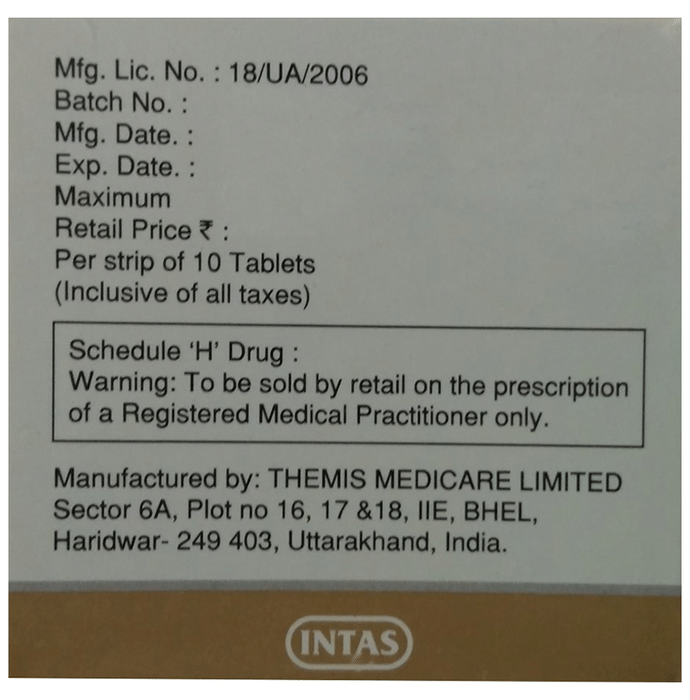 Mfg. Lic. No. : 18/UA/2006
Batch No. :
Mfg. Date. :
Exp. Date. :
Maximum
Retail Price ₹ :
Per strip of 10 Tablets
(Inclusive of all taxes)
Schedule ‘H’ Drug :
Warning: To be sold by retail on the prescription
of a Registered Medical Practitioner only.
Manufactured by: THEMIS MEDICARE LIMITED
Sector 6A, Plot no 16, 17 &18, IIE, BHEL,
Haridwar- 249 403, Uttarakhand, India.
INTAS